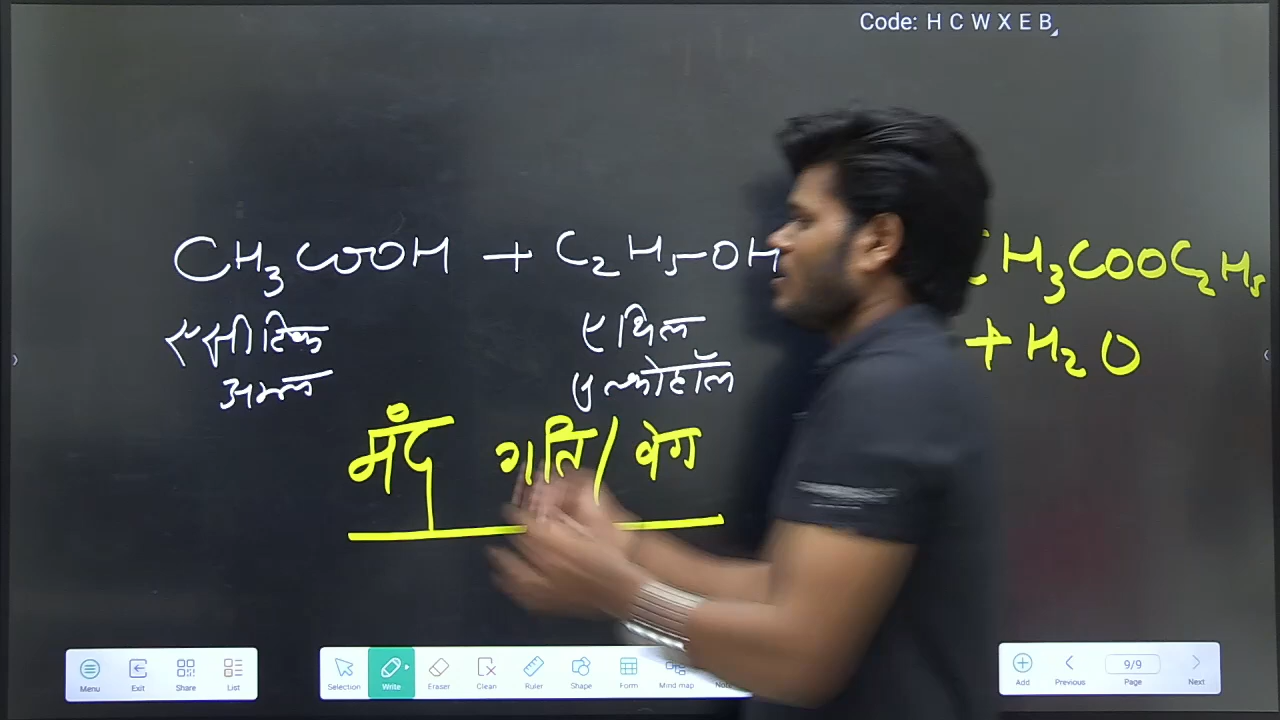 Code: H C W X E B
CH₃COOH + C₂H₅-OH
CH₃COOC₂H₅
+ H₂O
एसीटिक
अम्ल
एथिल
एल्कोहॉल
मंद गति / वेग
Menu Exit Share List
Selection Write Eraser Clean Ruler Shape Form Mind map
Add Previous 9/9 Page Next